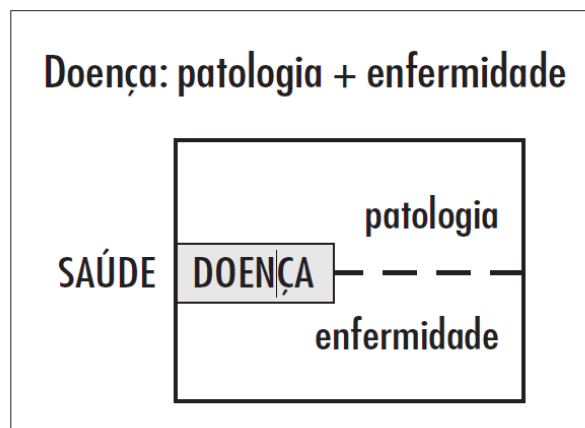 Doença: patologia + enfermidade
patologia
SAÚDE DOENÇA
enfermidade